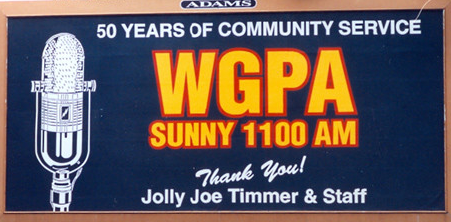 ADAMS
50 YEARS OF COMMUNITY SERVICE
WGPA
SUNNY 1100 AM
Thank You!
Jolly Joe Timmer & Staff